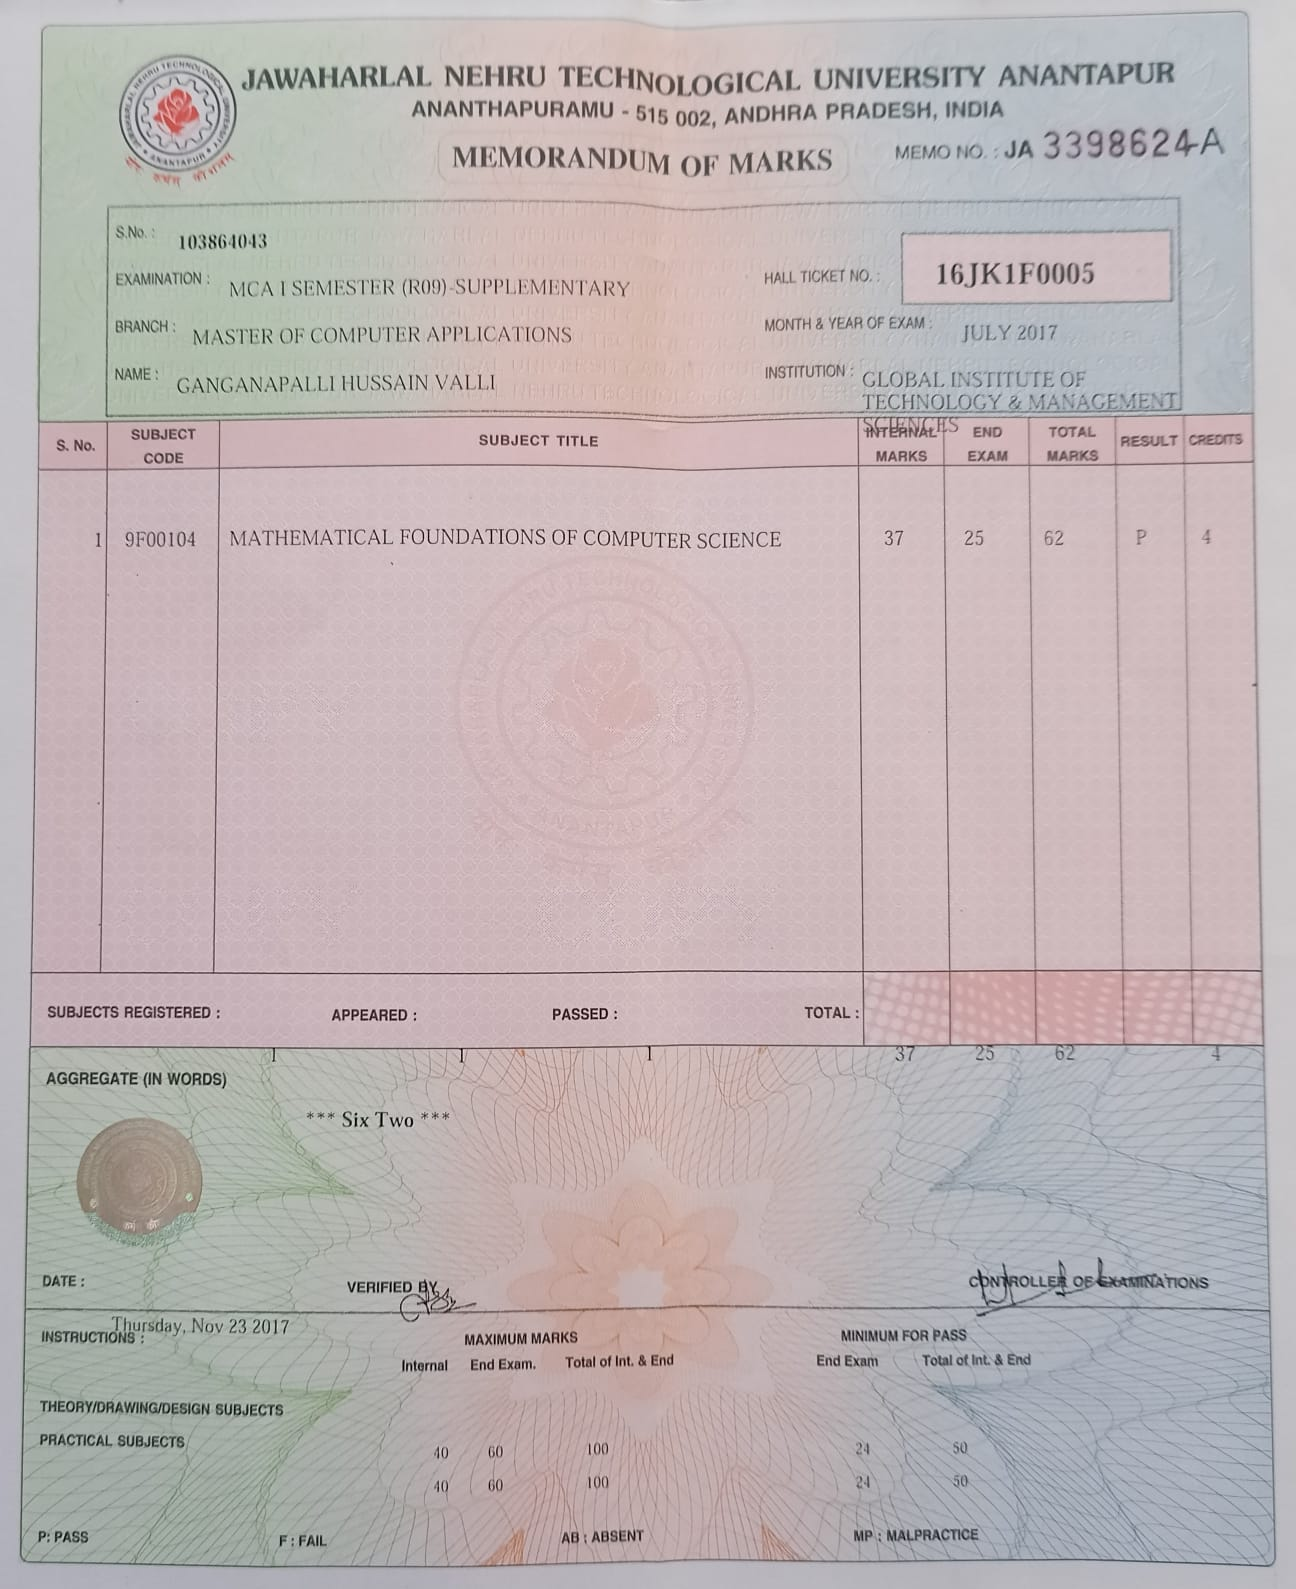 JAWAHARLAL NEHRU TECHNOLOGICAL UNIVERSITY ANANTAPUR
ANANTHAPURAMU - 515 002, ANDHRA PRADESH, INDIA
MEMORANDUM OF MARKS
MEMO NO. : JA 3398624-A
S.No. : 103864043
EXAMINATION : MCA I SEMESTER (R09)-SUPPLEMENTARY
HALL TICKET NO. : 16JK1F0005
BRANCH : MASTER OF COMPUTER APPLICATIONS
MONTH & YEAR OF EXAM : JULY 2017
NAME : GANGANAPALLI HUSSAIN VALLI
INSTITUTION : GLOBAL INSTITUTE OF
TECHNOLOGY & MANAGEMENT
SCIENCES
S. No. SUBJECT CODE SUBJECT TITLE INTERNAL MARKS END EXAM TOTAL MARKS RESULT CREDITS
1 9F00104 MATHEMATICAL FOUNDATIONS OF COMPUTER SCIENCE 37 25 62 P 4
SUBJECTS REGISTERED : APPEARED : PASSED : TOTAL :
1 1 1 37 25 62 4
AGGREGATE (IN WORDS)
*** Six Two ***
DATE : VERIFIED BY CONTROLLER OF EXAMINATIONS
Thursday, Nov 23 2017
INSTRUCTIONS : MAXIMUM MARKS MINIMUM FOR PASS
Internal End Exam. Total of Int. & End End Exam Total of Int. & End
THEORY/DRAWING/DESIGN SUBJECTS
PRACTICAL SUBJECTS
40 60 100 24 50
40 60 100 24 50
P: PASS F : FAIL AB : ABSENT MP : MALPRACTICE